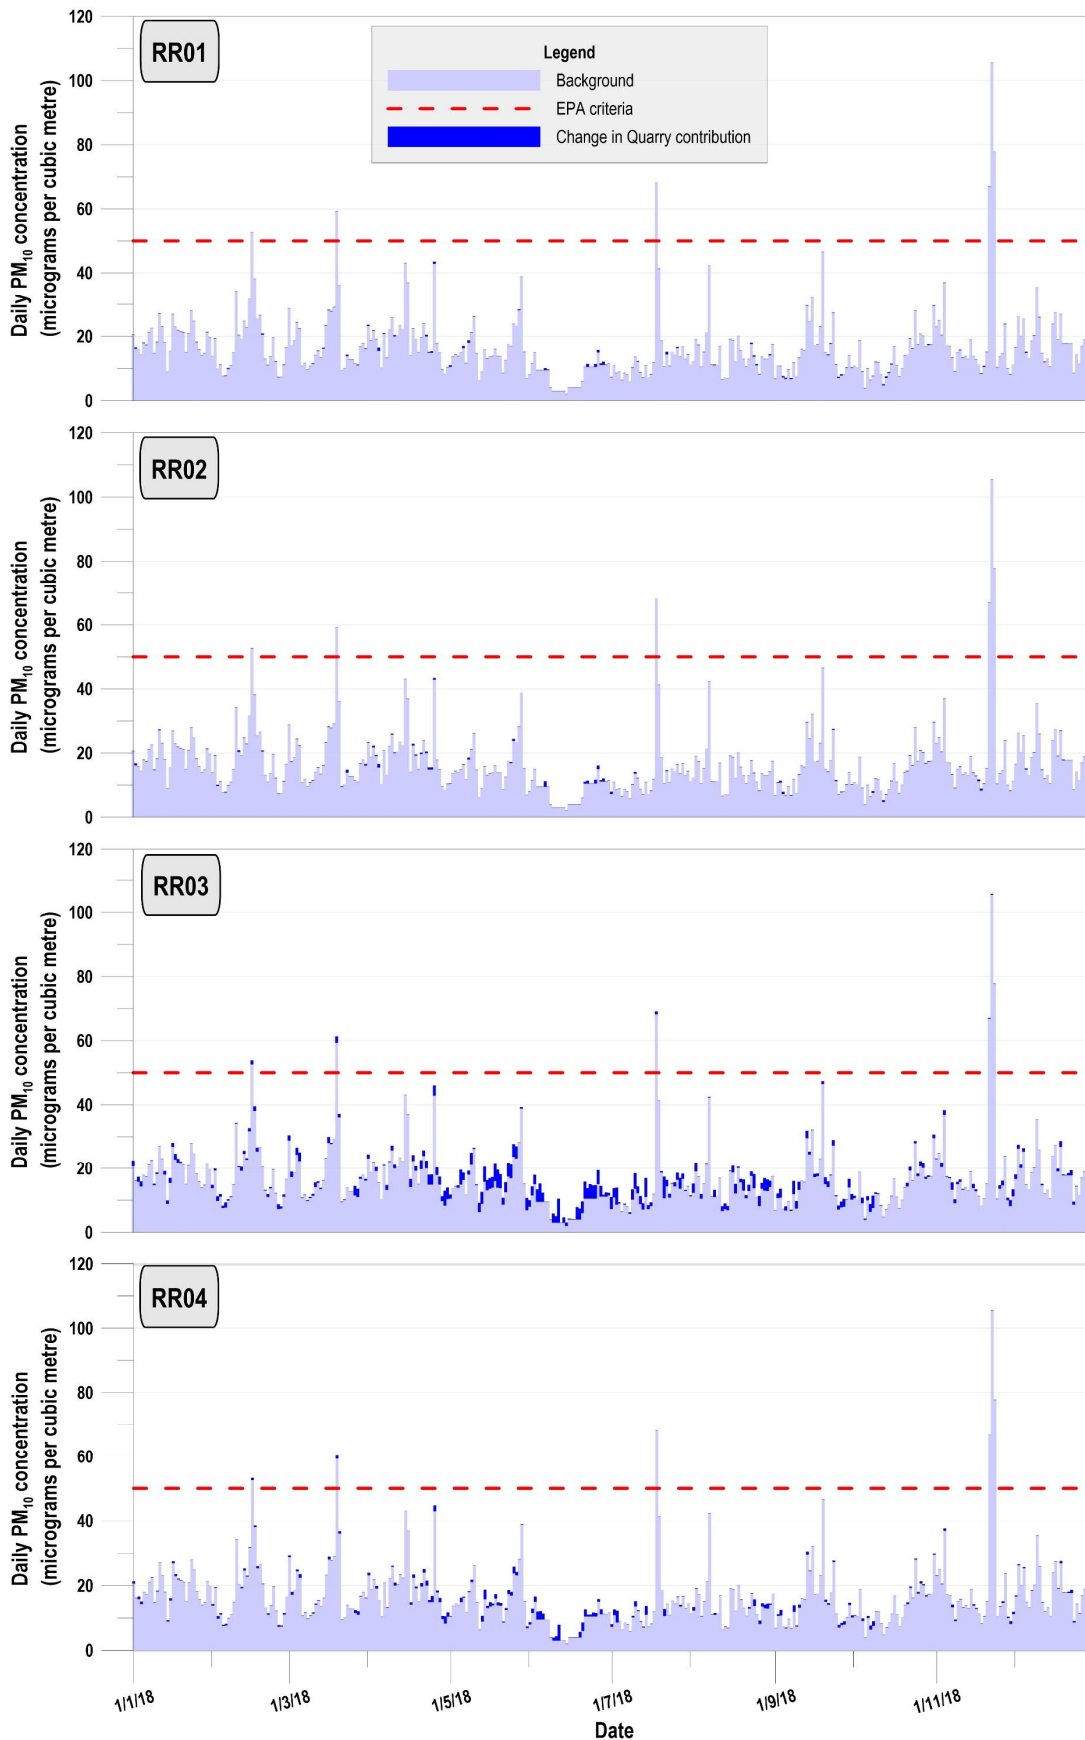 120
100
80
60
40
20
0
RR01
Legend
Background
EPA criteria
Change in Quarry contribution
Daily PM₁₀ concentration
(micrograms per cubic metre)
120
100
80
60
40
20
0
RR02
Daily PM₁₀ concentration
(micrograms per cubic metre)
120
100
80
60
40
20
0
RR03
Daily PM₁₀ concentration
(micrograms per cubic metre)
120
100
80
60
40
20
0
RR04
Daily PM₁₀ concentration
(micrograms per cubic metre)
1/1/18
1/3/18
1/5/18
1/7/18
1/9/18
1/11/18
Date